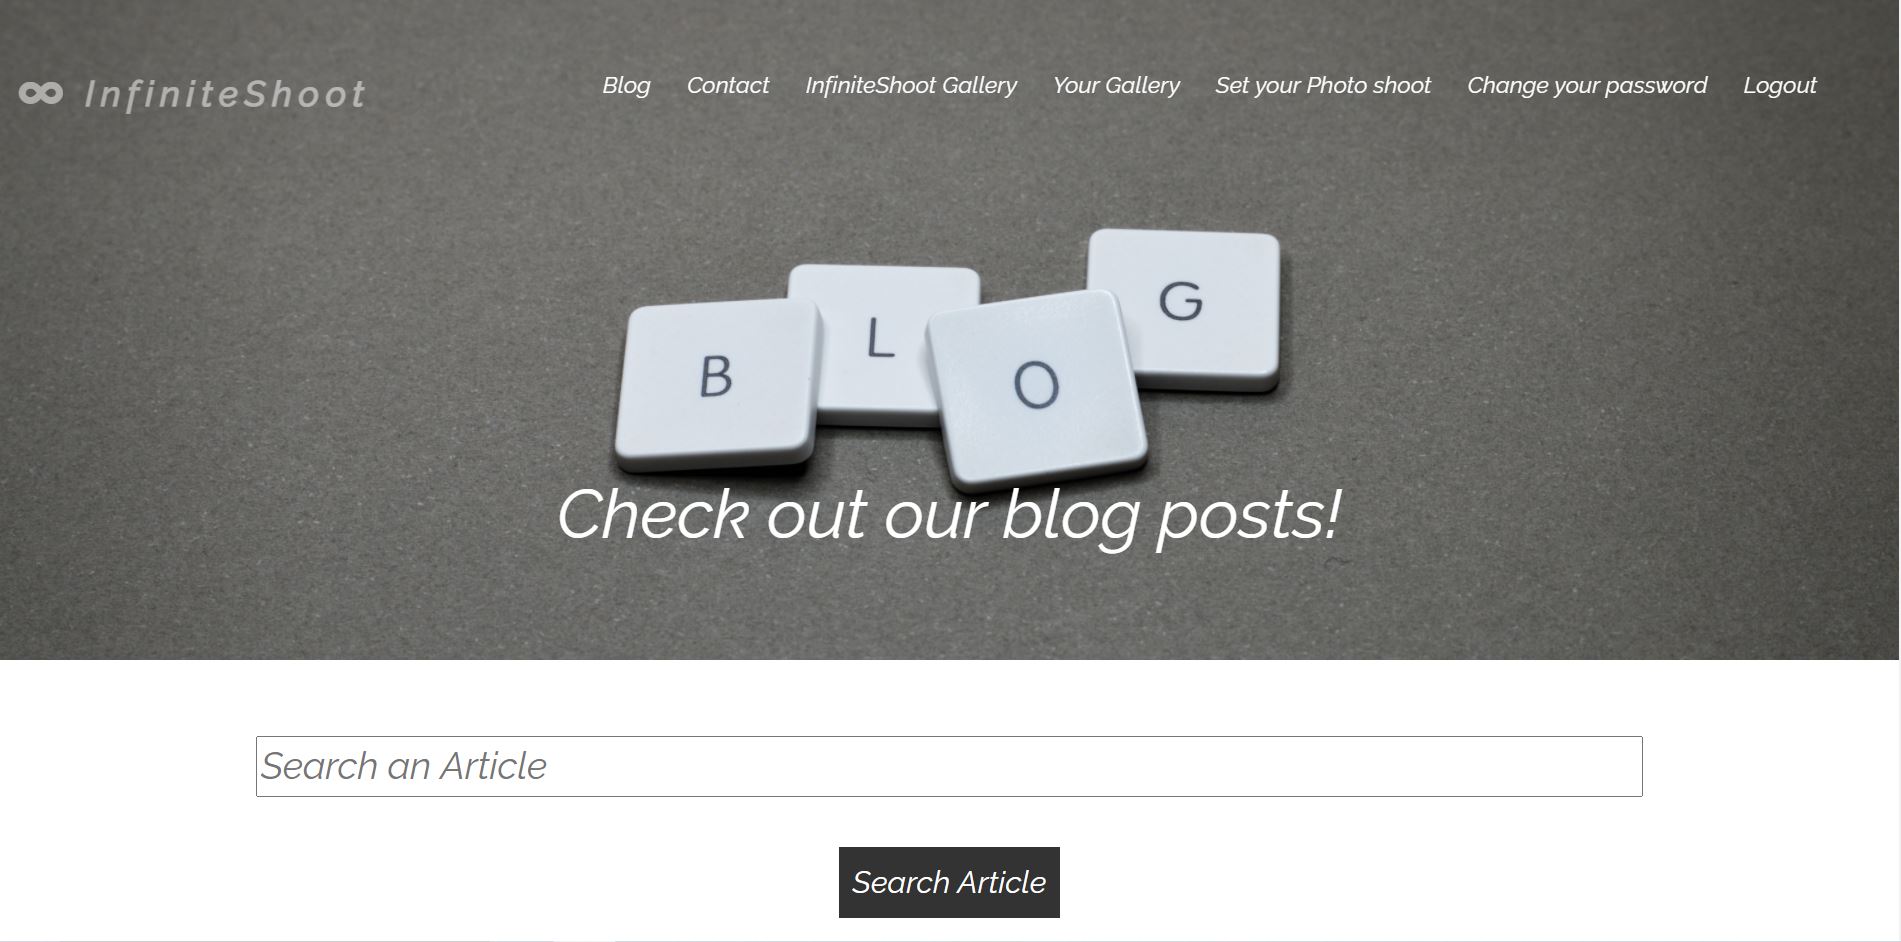 InfiniteShoot
Blog Contact InfiniteShoot Gallery Your Gallery Set your Photo shoot Change your password Logout
B L O G
Check out our blog posts!
Search an Article
Search Article